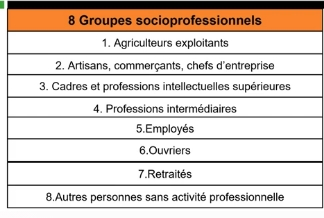 8 Groupes socioprofessionnels
1. Agriculteurs exploitants
2. Artisans, commerçants, chefs d'entreprise
3. Cadres et professions intellectuelles supérieures
4. Professions intermédiaires
5.Employés
6.Ouvriers
7.Retraités
8.Autres personnes sans activité professionnelle